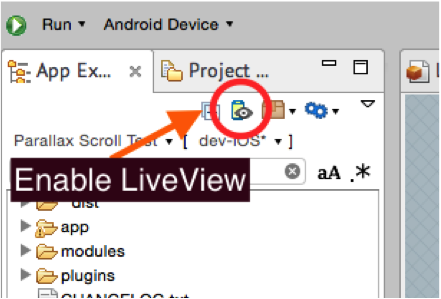 Run Android Device
App Ex... Project ...
Parallax Scroll Test [ dev-iOS* ]
Enable LiveView
aA .*
dist
app
modules
plugins
CHANGELOG.txt